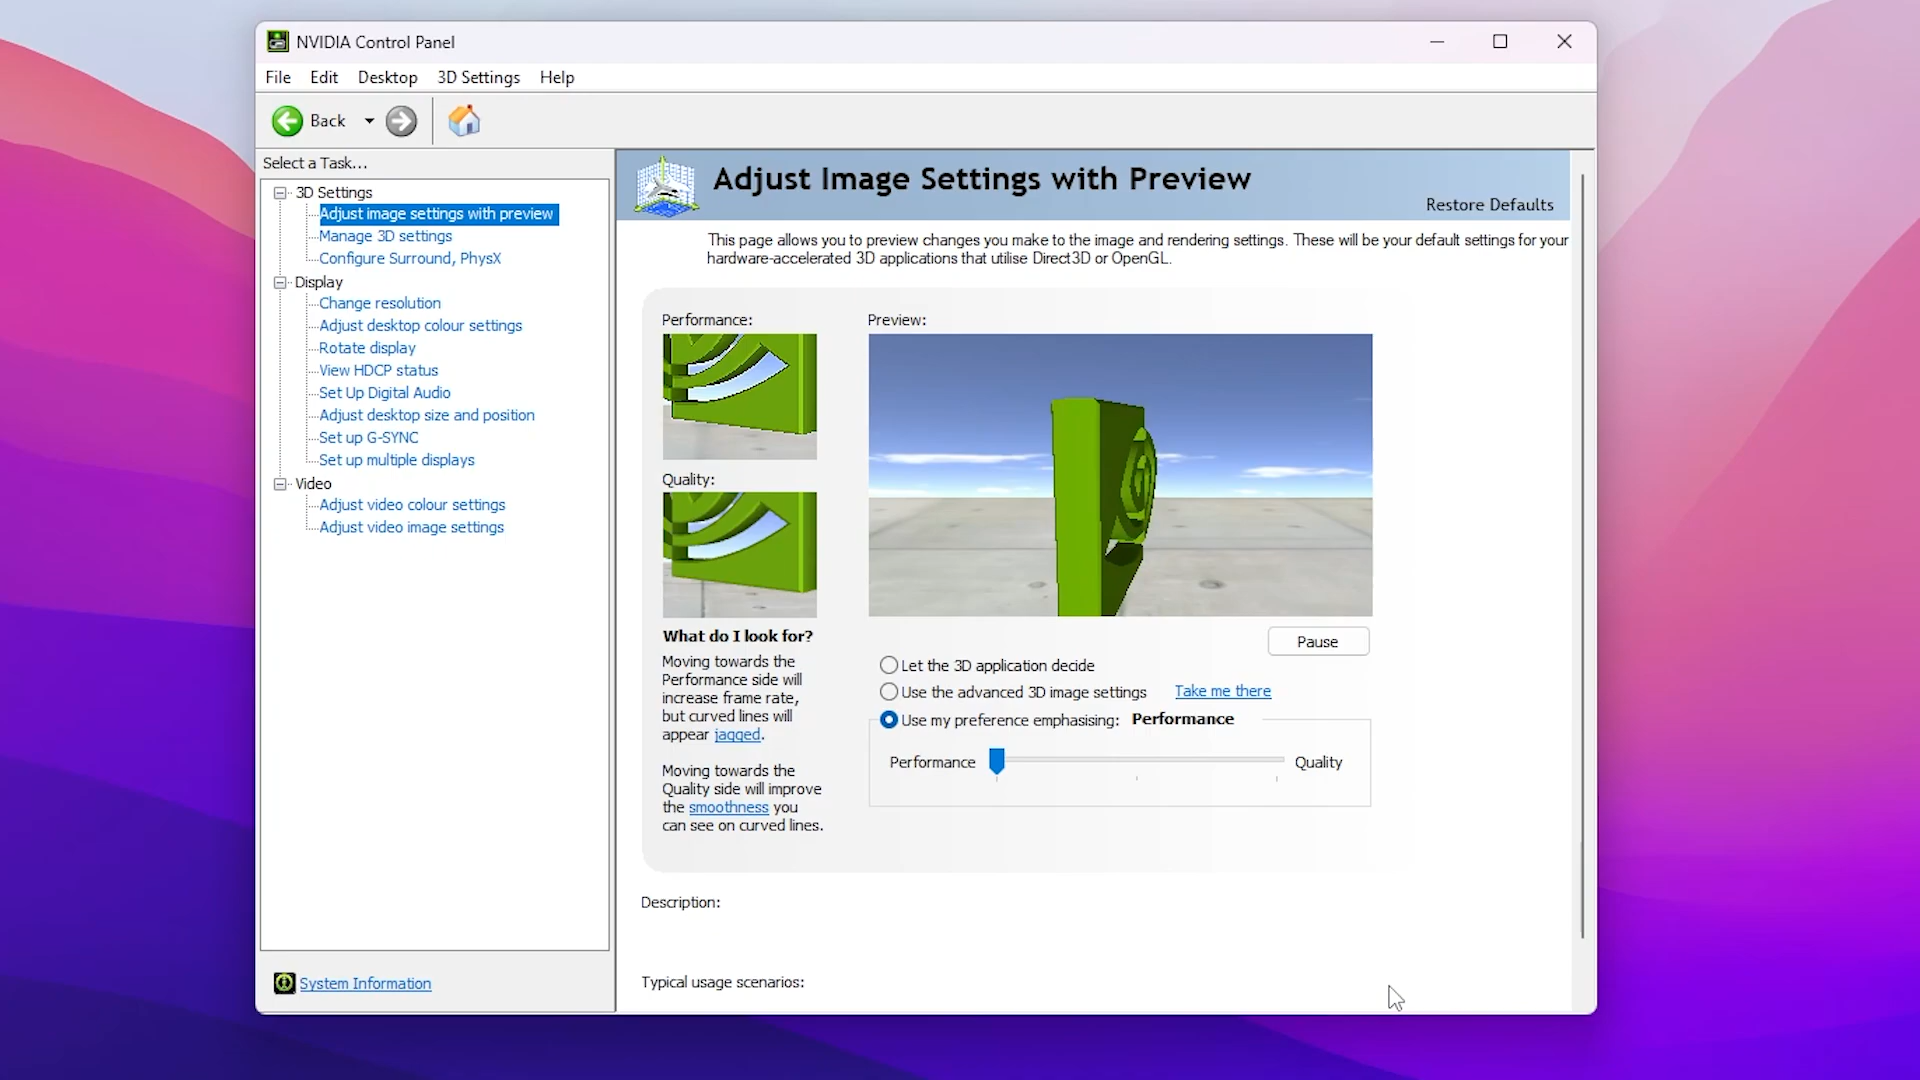 NVIDIA Control Panel
File Edit Desktop 3D Settings Help
Back
Select a Task...
3D Settings
Adjust image settings with preview
Manage 3D settings
Configure Surround, PhysX
Display
Change resolution
Adjust desktop colour settings
Rotate display
View HDCP status
Set Up Digital Audio
Adjust desktop size and position
Set up G-SYNC
Set up multiple displays
Video
Adjust video colour settings
Adjust video image settings
System Information
Adjust Image Settings with Preview
Restore Defaults
This page allows you to preview changes you make to the image and rendering settings. These will be your default settings for your
hardware-accelerated 3D applications that utilise Direct3D or OpenGL.
Performance:
Quality:
What do I look for?
Moving towards the
Performance side will
increase frame rate,
but curved lines will
appear jagged.
Moving towards the
Quality side will improve
the smoothness you
can see on curved lines.
Preview:
Pause
Let the 3D application decide
Use the advanced 3D image settings Take me there
Use my preference emphasising: Performance
Performance Quality
Description:
Typical usage scenarios: